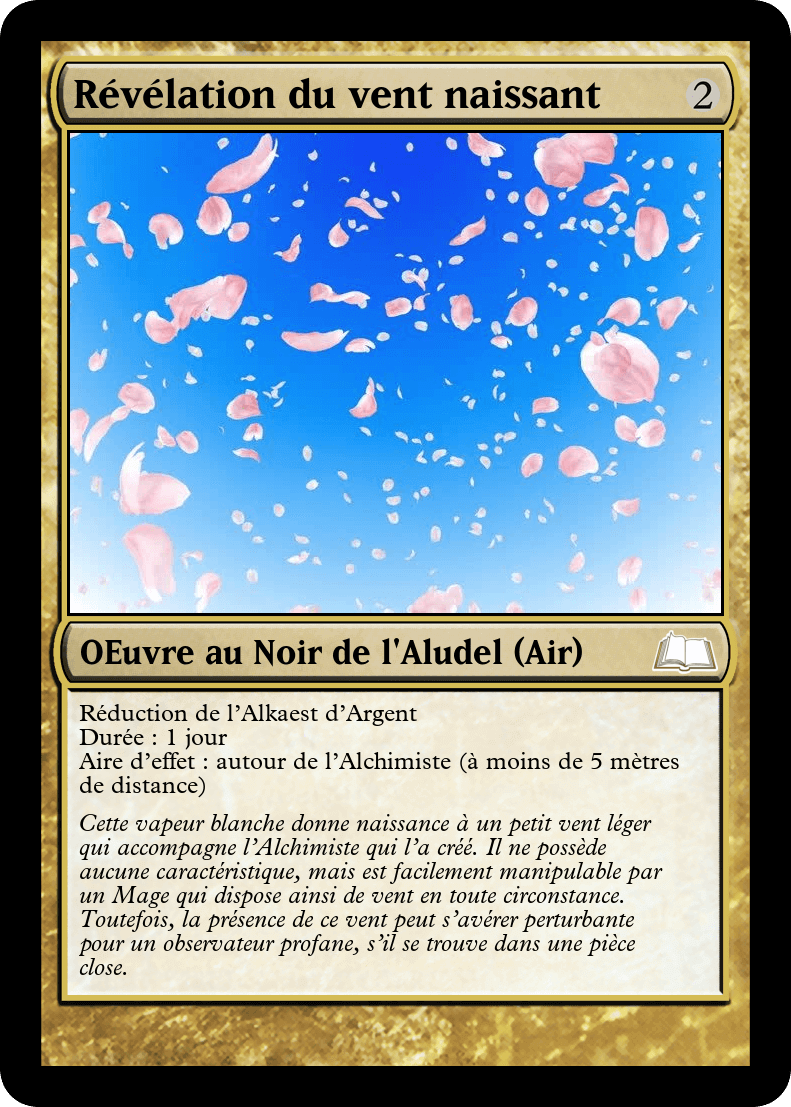 Révélation du vent naissant 2
OEuvre au Noir de l'Aludel (Air)
Réduction de l’Alkaest d’Argent
Durée : 1 jour
Aire d’effet : autour de l’Alchimiste (à moins de 5 mètres
de distance)
Cette vapeur blanche donne naissance à un petit vent léger
qui accompagne l’Alchimiste qui l’a créé. Il ne possède
aucune caractéristique, mais est facilement manipulable par
un Mage qui dispose ainsi de vent en toute circonstance.
Toutefois, la présence de ce vent peut s’avérer perturbante
pour un observateur profane, s’il se trouve dans une pièce
close.